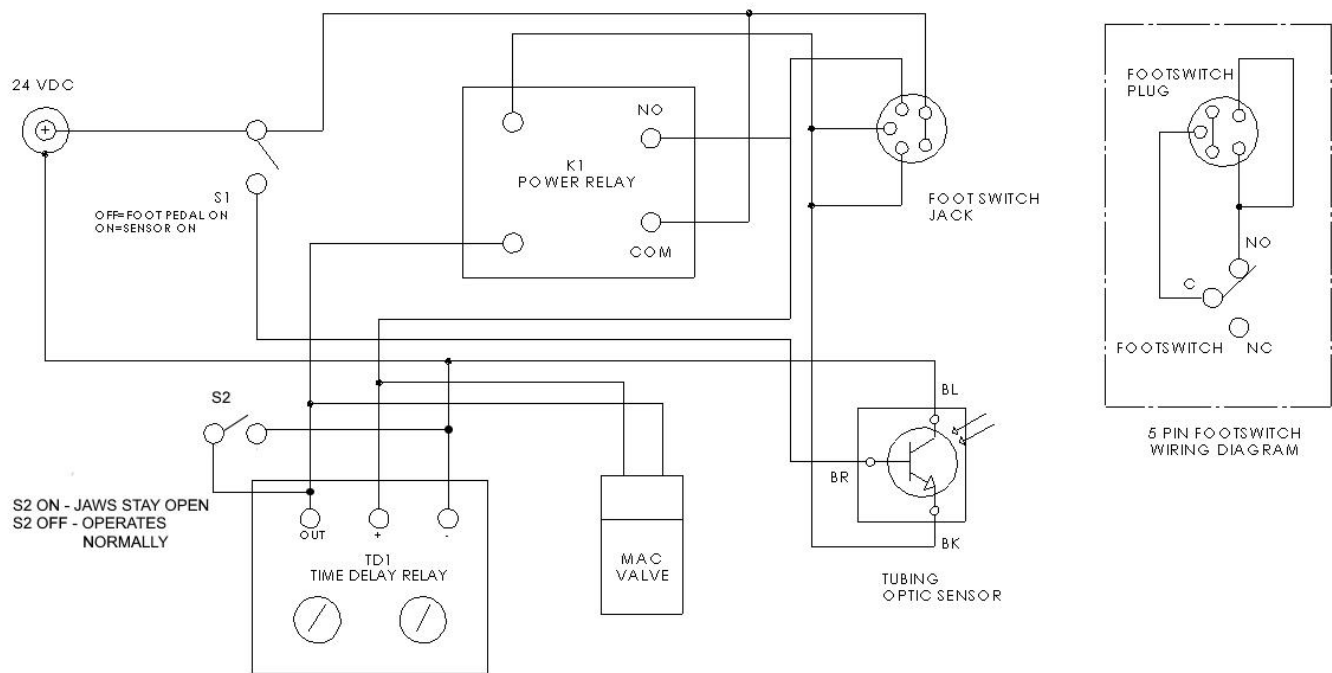 24 VDC
+
S1
OFF=FOOT PEDAL ON
ON=SENSOR ON
NO
K1
POWER RELAY
COM
FOOT SWITCH
JACK
FOOTSWITCH
PLUG
NO
C
FOOTSWITCH NC
5 PIN FOOTSWITCH
WIRING DIAGRAM
S2
S2 ON - JAWS STAY OPEN
S2 OFF - OPERATES
NORMALLY
OUT + -
TD1
TIME DELAY RELAY
MAC
VALVE
BL
BR
BK
TUBING
OPTIC SENSOR